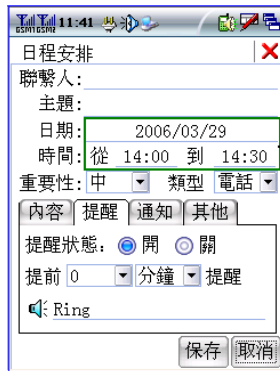 GSM1 GSM2 11:41
日程安排
聯繫人:
主題:
日期: 2006/03/29
時間: 從 14:00 到 14:30
重要性: 中 類型 電話
內容 提醒 通知 其他
提醒狀態: 開 關
提前 0 分鐘 提醒
Ring
保存 取消